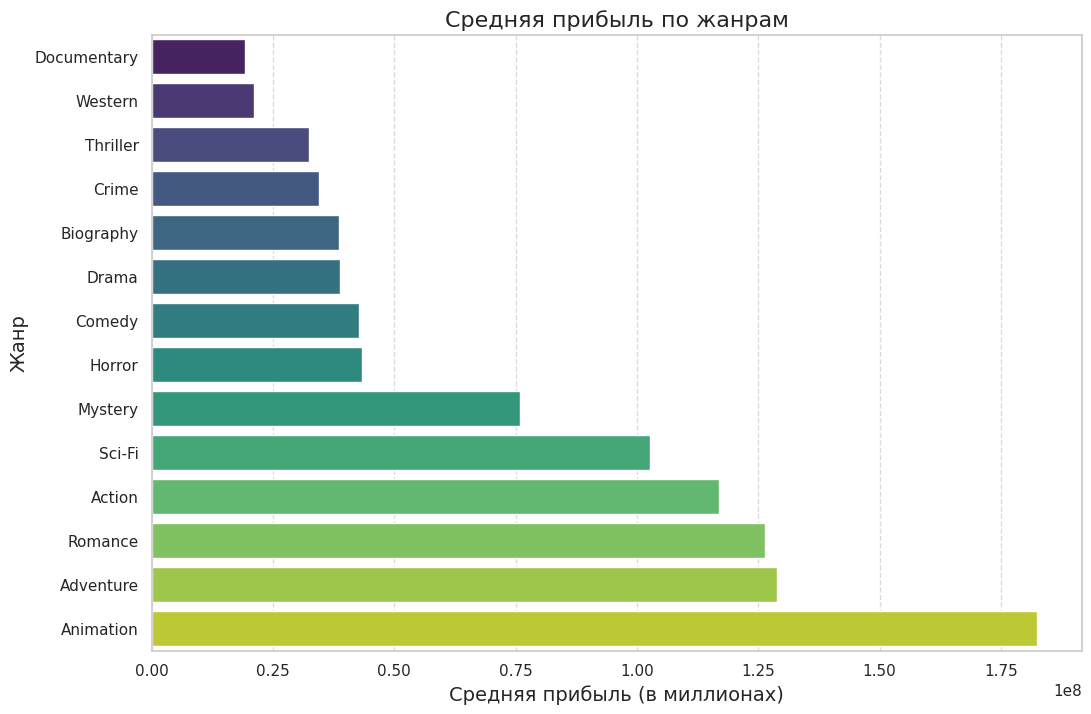 Средняя прибыль по жанрам
Жанр
Documentary
Western
Thriller
Crime
Biography
Drama
Comedy
Horror
Mystery
Sci-Fi
Action
Romance
Adventure
Animation
0.00 0.25 0.50 0.75 1.00 1.25 1.50 1.75
1e8
Средняя прибыль (в миллионах)